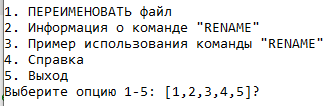 1. ПЕРЕИМЕНОВАТЬ файл
2. Информация о команде "RENAME"
3. Пример использования команды "RENAME"
4. Справка
5. Выход
Выберите опцию 1-5: [1,2,3,4,5]?